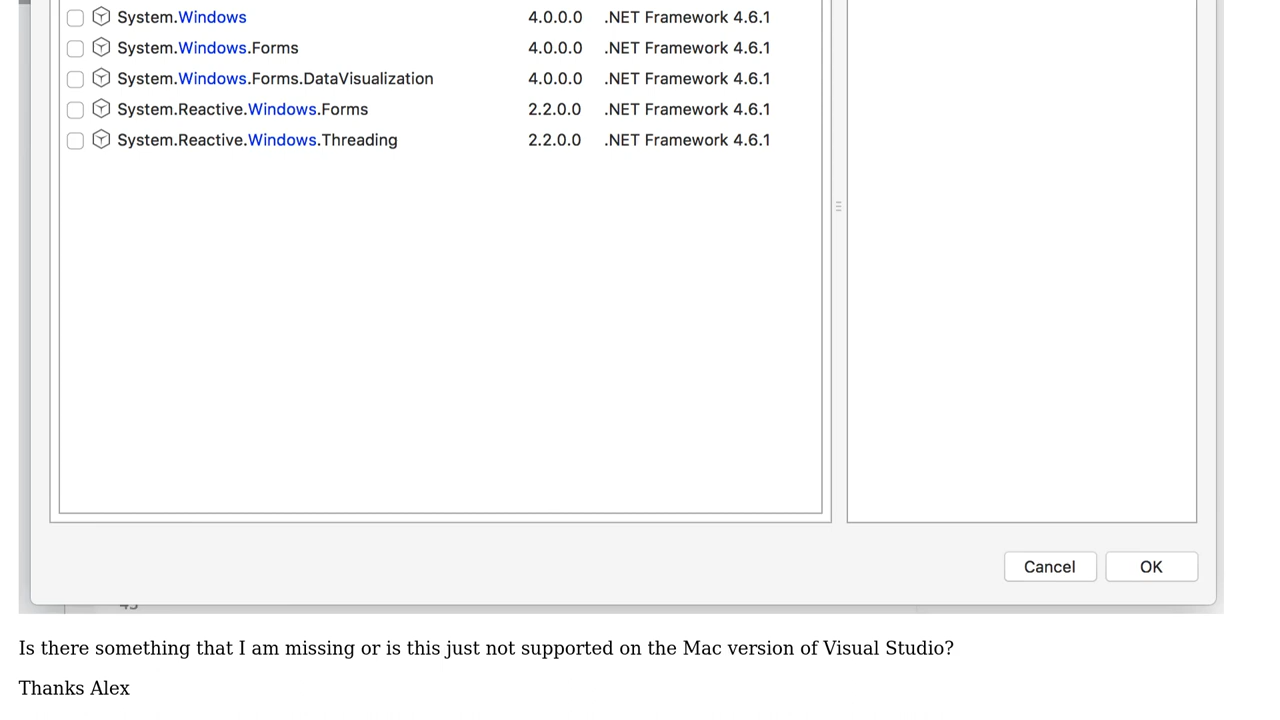 System.Windows 4.0.0.0 .NET Framework 4.6.1
System.Windows.Forms 4.0.0.0 .NET Framework 4.6.1
System.Windows.Forms.DataVisualization 4.0.0.0 .NET Framework 4.6.1
System.Reactive.Windows.Forms 2.2.0.0 .NET Framework 4.6.1
System.Reactive.Windows.Threading 2.2.0.0 .NET Framework 4.6.1
Cancel OK
Is there something that I am missing or is this just not supported on the Mac version of Visual Studio?
Thanks Alex